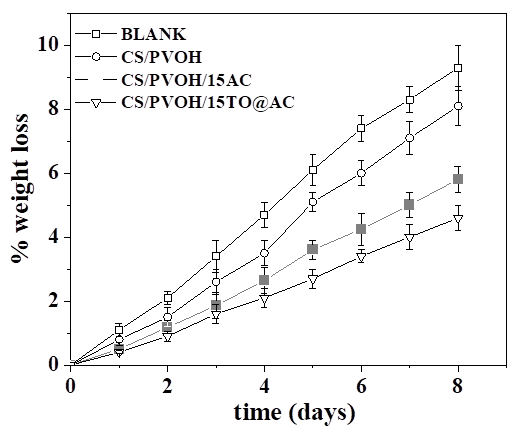 BLANK
CS/PVOH
CS/PVOH/15AC
CS/PVOH/15TO@AC
% weight loss
10
8
6
4
2
0
0 2 4 6 8
time (days)